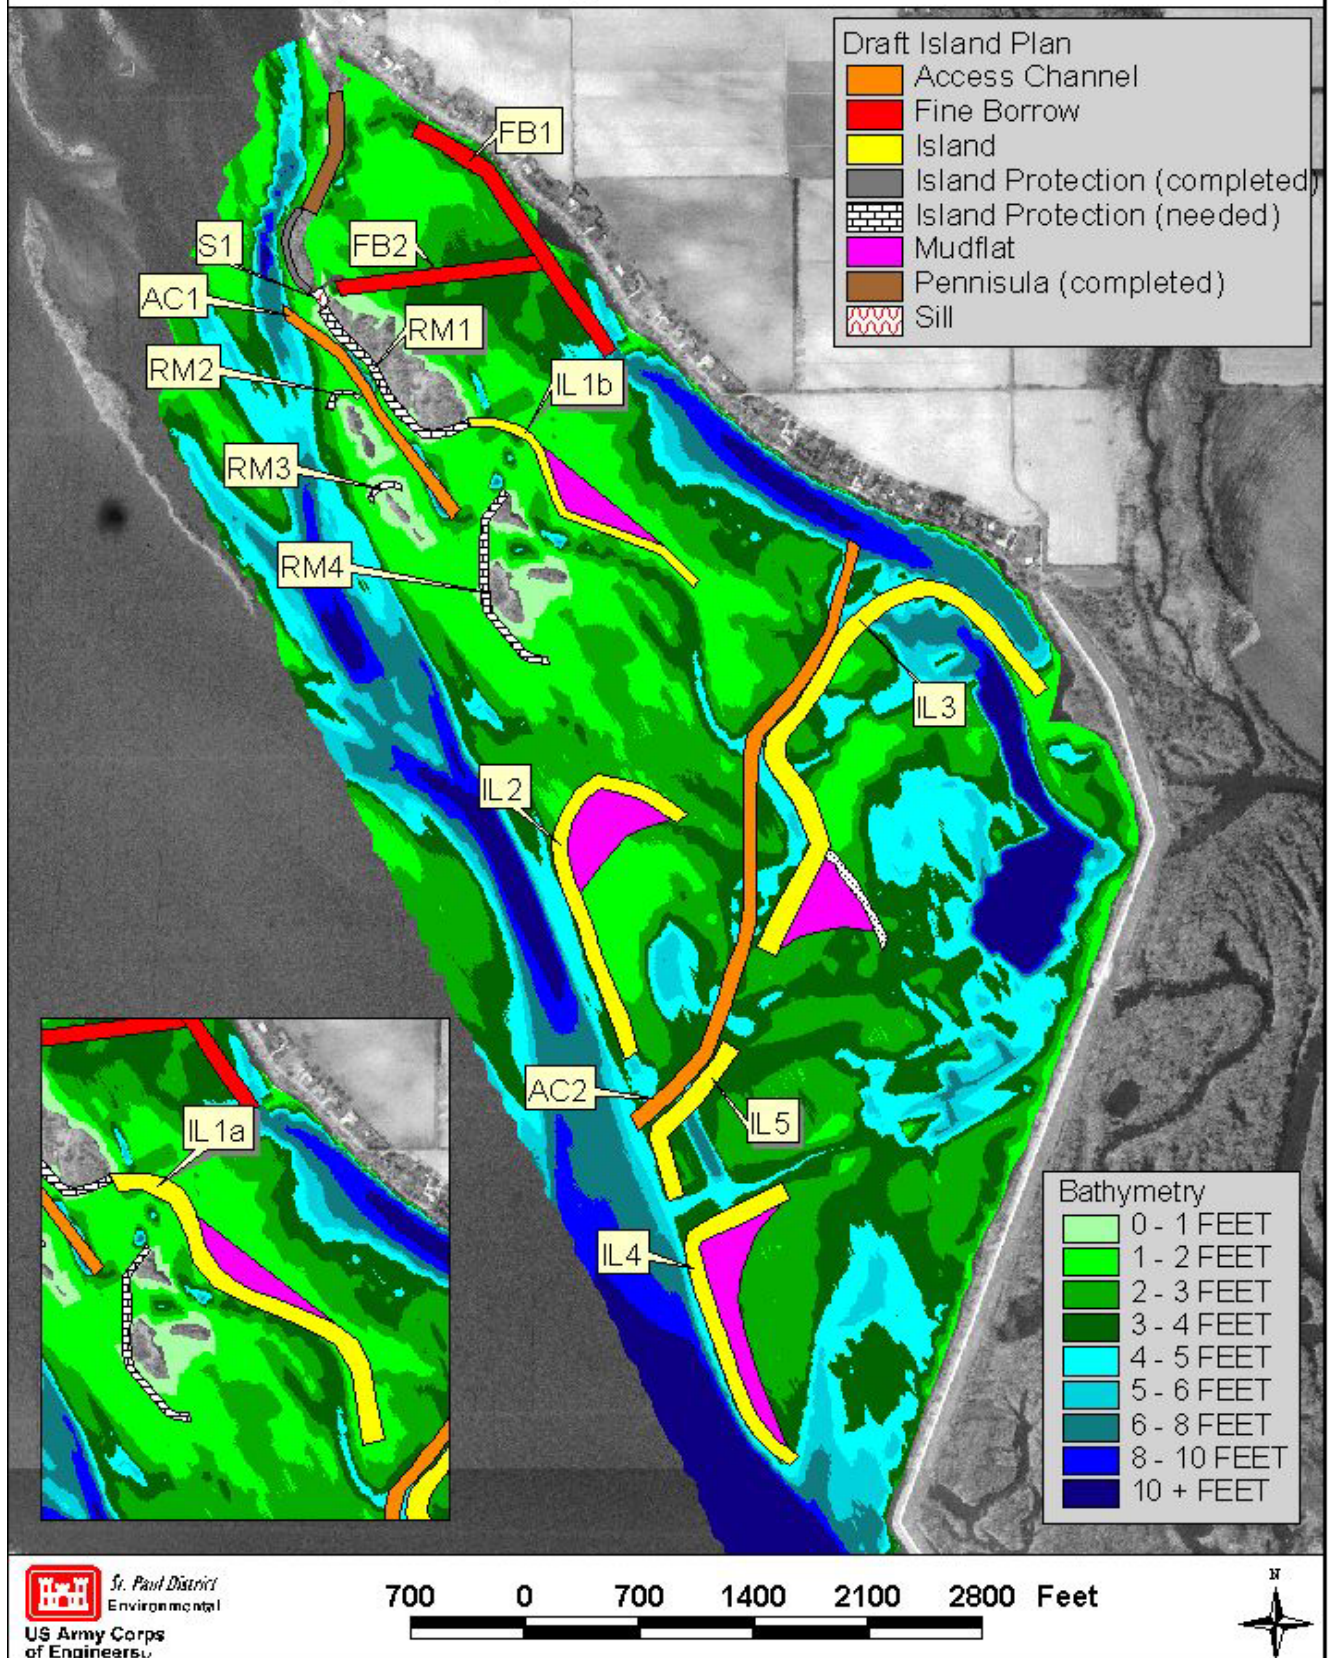 Draft Island Plan
Access Channel
Fine Borrow
Island
Island Protection (completed)
Island Protection (needed)
Mudflat
Pennisula (completed)
Sill
FB1
S1
FB2
AC1
RM1
RM2
IL1b
RM3
RM4
IL3
IL2
AC2
IL5
IL1a
IL4
Bathymetry
0 - 1 FEET
1 - 2 FEET
2 - 3 FEET
3 - 4 FEET
4 - 5 FEET
5 - 6 FEET
6 - 8 FEET
8 - 10 FEET
10 + FEET
St. Paul District
Environmental
US Army Corps
of Engineers
700 0 700 1400 2100 2800 Feet
N